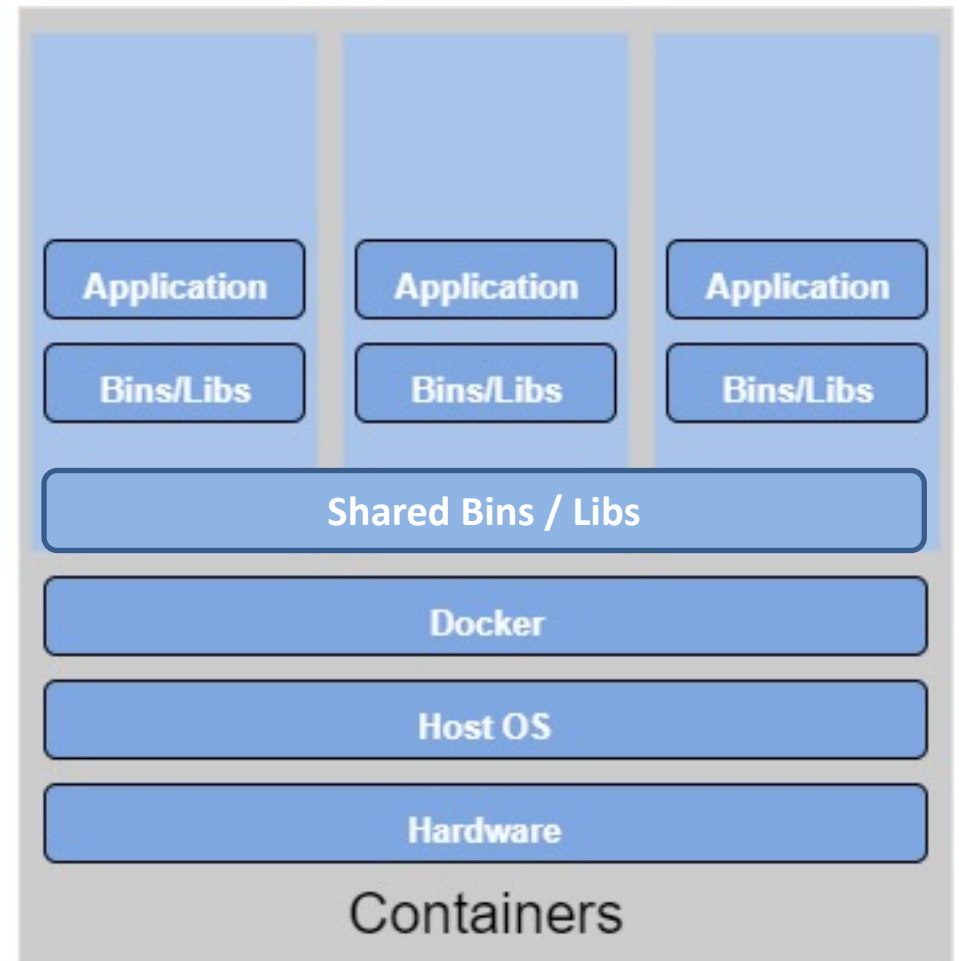 Application Application Application
Bins/Libs Bins/Libs Bins/Libs
Shared Bins / Libs
Docker
Host OS
Hardware
Containers